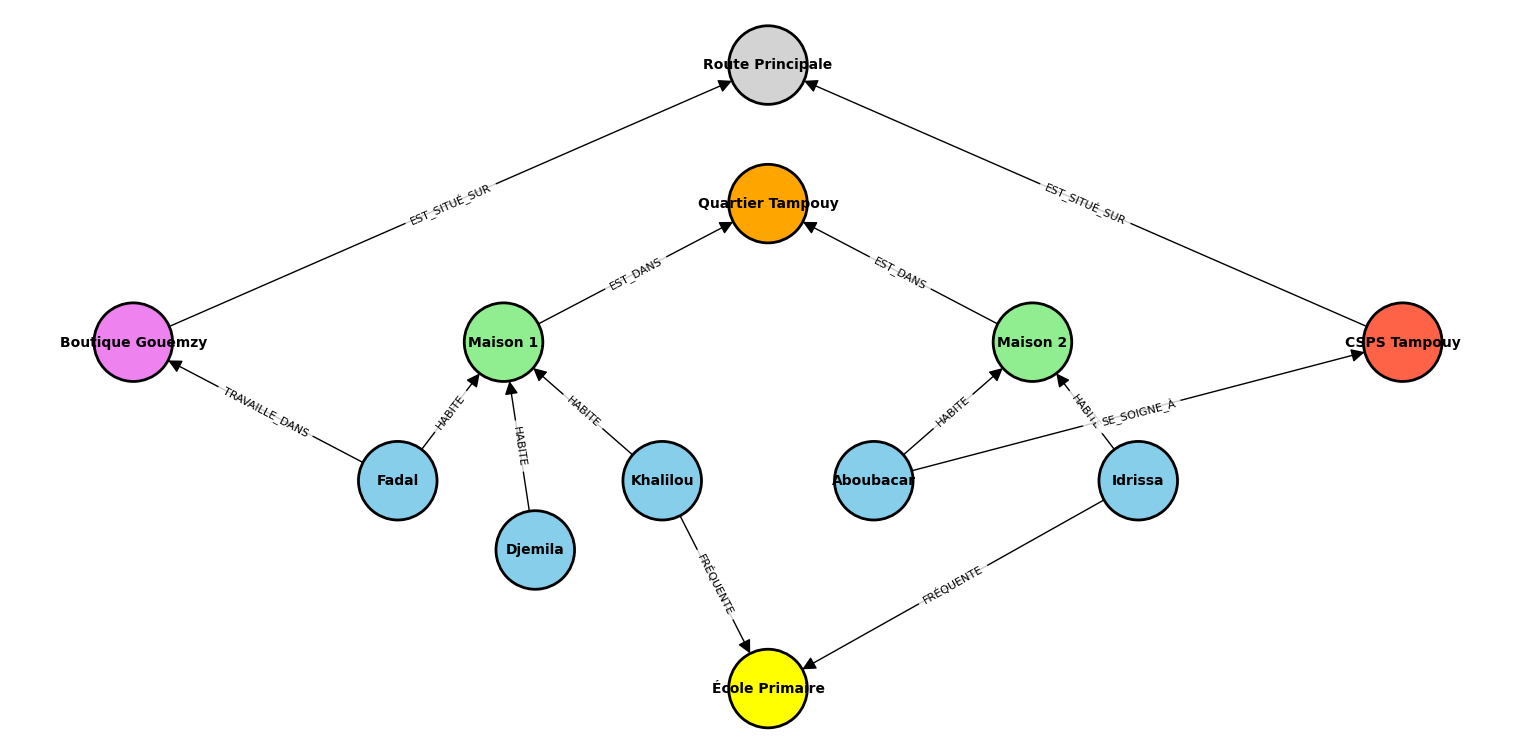 Route Principale
EST_SITUÉ_SUR
EST_SITUÉ_SUR
Quartier Tampouy
EST_DANS
EST_DANS
Boutique Gouemzy
Maison 1
Maison 2
CSPS Tampouy
TRAVAILLE_DANS
HABITE
HABITE
HABITE
HABITE
HABITE
SE_SOIGNE_À
Fadal
Khalilou
Aboubacar
Idrissa
Djemila
FRÉQUENTE
FRÉQUENTE
École Primaire